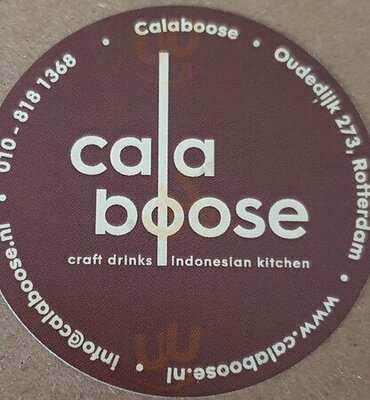 Calaboose • Oudedijk 273, Rotterdam • www.calaboose.nl • info@calaboose.nl • 010 - 818 1368 •
cala
boose
craft drinks | indonesian kitchen